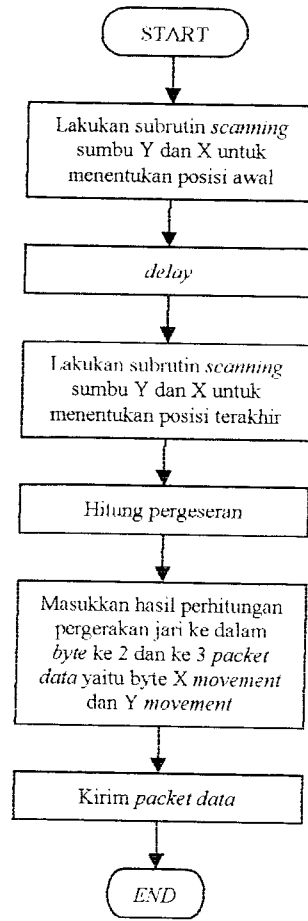 START
Lakukan subrutin scanning
sumbu Y dan X untuk
menentukan posisi awal
delay
Lakukan subrutin scanning
sumbu Y dan X untuk
menentukan posisi terakhir
Hitung pergeseran
Masukkan hasil perhitungan
pergerakan jari ke dalam
byte ke 2 dan ke 3 packet
data yaitu byte X movement
dan Y movement
Kirim packet data
END